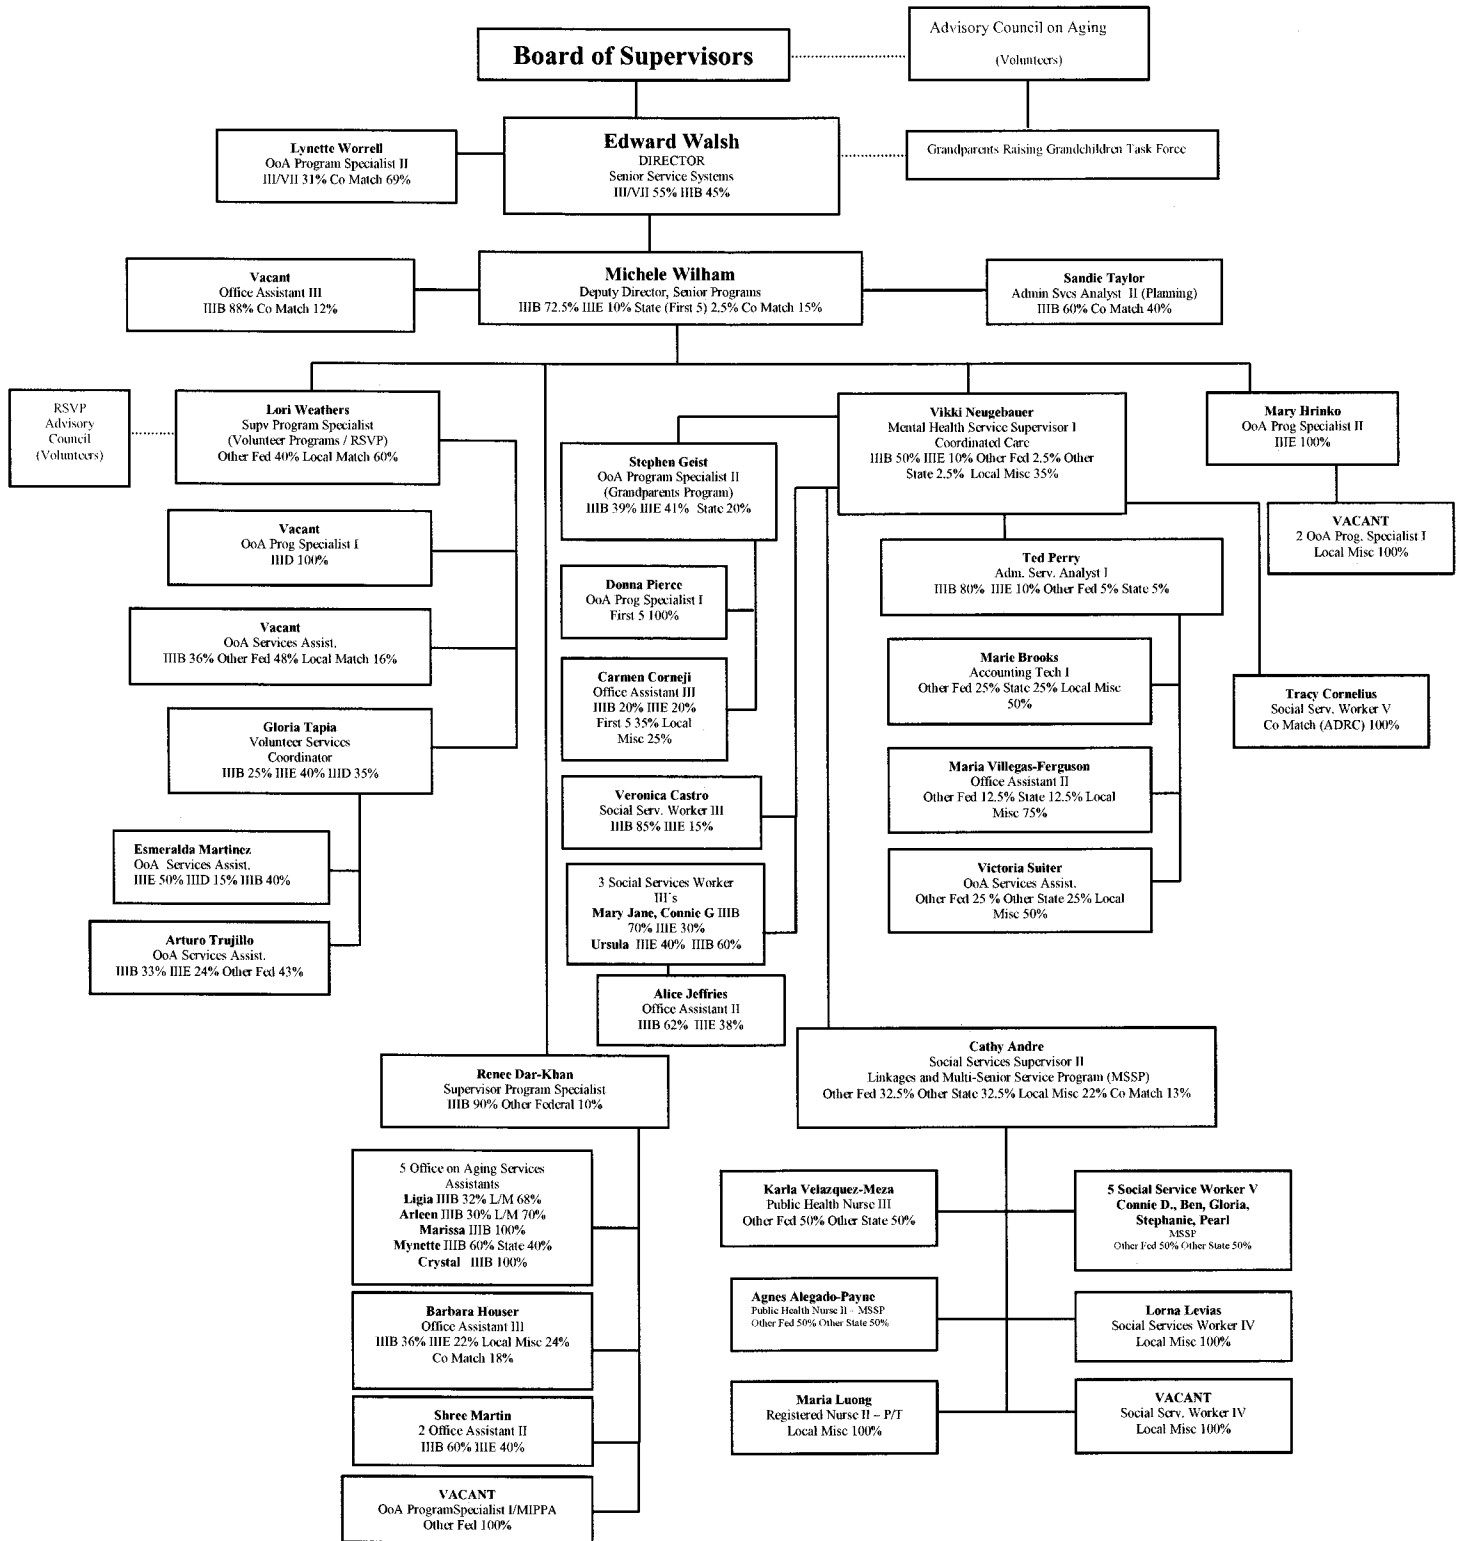 Board of Supervisors
Advisory Council on Aging
(Volunteers)
Lynette Worrell
OoA Program Specialist II
III/VII 31% Co Match 69%
Edward Walsh
DIRECTOR
Senior Service Systems
III/VII 55% IIIB 45%
Grandparents Raising Grandchildren Task Force
Vacant
Office Assistant III
IIIB 88% Co Match 12%
Michele Wilham
Deputy Director, Senior Programs
IIIB 72.5% IIIE 10% State (First 5) 2.5% Co Match 15%
Sandie Taylor
Admin Svcs Analyst II (Planning)
IIIB 60% Co Match 40%
RSVP
Advisory
Council
(Volunteers)
Lori Weathers
Supv Program Specialist
(Volunteer Programs / RSVP)
Other Fed 40% Local Match 60%
Vacant
OoA Prog Specialist I
IIID 100%
Vacant
OoA Services Assist.
IIIB 36% Other Fed 48% Local Match 16%
Gloria Tapia
Volunteer Services
Coordinator
IIIB 25% IIIE 40% IIID 35%
Esmeralda Martinez
OoA Services Assist.
IIIE 50% IIID 15% IIIB 40%
Arturo Trujillo
OoA Services Assist.
IIIB 33% IIIE 24% Other Fed 43%
Vikki Neugebauer
Mental Health Service Supervisor I
Coordinated Care
IIIB 50% IIIE 10% Other Fed 2.5% Other
State 2.5% Local Misc 35%
Mary Hrinko
OoA Prog Specialist II
IIIE 100%
VACANT
2 OoA Prog. Specialist I
Local Misc 100%
Stephen Geist
OoA Program Specialist II
(Grandparents Program)
IIIB 39% IIIE 41% State 20%
Donna Pierce
OoA Prog Specialist I
First 5 100%
Carmen Corneji
Office Assistant III
IIIB 20% IIIE 20%
First 5 35% Local
Misc 25%
Veronica Castro
Social Serv. Worker III
IIIB 85% IIIE 15%
3 Social Services Worker
III's
Mary Jane, Connie G IIIB
70% IIIE 30%
Ursula IIIE 40% IIIB 60%
Alice Jeffries
Office Assistant II
IIIB 62% IIIE 38%
Ted Perry
Adm. Serv. Analyst I
IIIB 80% IIIE 10% Other Fed 5% State 5%
Marie Brooks
Accounting Tech I
Other Fed 25% State 25% Local Misc
50%
Maria Villegas-Ferguson
Office Assistant II
Other Fed 12.5% State 12.5% Local
Misc 75%
Victoria Suiter
OoA Services Assist.
Other Fed 25 % Other State 25% Local
Misc 50%
Tracy Cornelius
Social Serv. Worker V
Co Match (ADRC) 100%
Renee Dar-Khan
Supervisor Program Specialist
IIIB 90% Other Federal 10%
5 Office on Aging Services
Assistants
Ligia IIIB 32% L/M 68%
Arleen IIIB 30% L/M 70%
Marissa IIIB 100%
Mynette IIIB 60% State 40%
Crystal IIIB 100%
Barbara Houser
Office Assistant III
IIIB 36% IIIE 22% Local Misc 24%
Co Match 18%
Shree Martin
2 Office Assistant II
IIIB 60% IIIE 40%
VACANT
OoA ProgramSpecialist I/MIPPA
Other Fed 100%
Cathy Andre
Social Services Supervisor II
Linkages and Multi-Senior Service Program (MSSP)
Other Fed 32.5% Other State 32.5% Local Misc 22% Co Match 13%
Karla Velazquez-Meza
Public Health Nurse III
Other Fed 50% Other State 50%
5 Social Service Worker V
Connie D., Ben, Gloria,
Stephanie, Pearl
MSSP
Other Fed 50% Other State 50%
Agnes Alegado-Payne
Public Health Nurse II - MSSP
Other Fed 50% Other State 50%
Lorna Levias
Social Services Worker IV
Local Misc 100%
Maria Luong
Registered Nurse II – P/T
Local Misc 100%
VACANT
Social Serv. Worker IV
Local Misc 100%